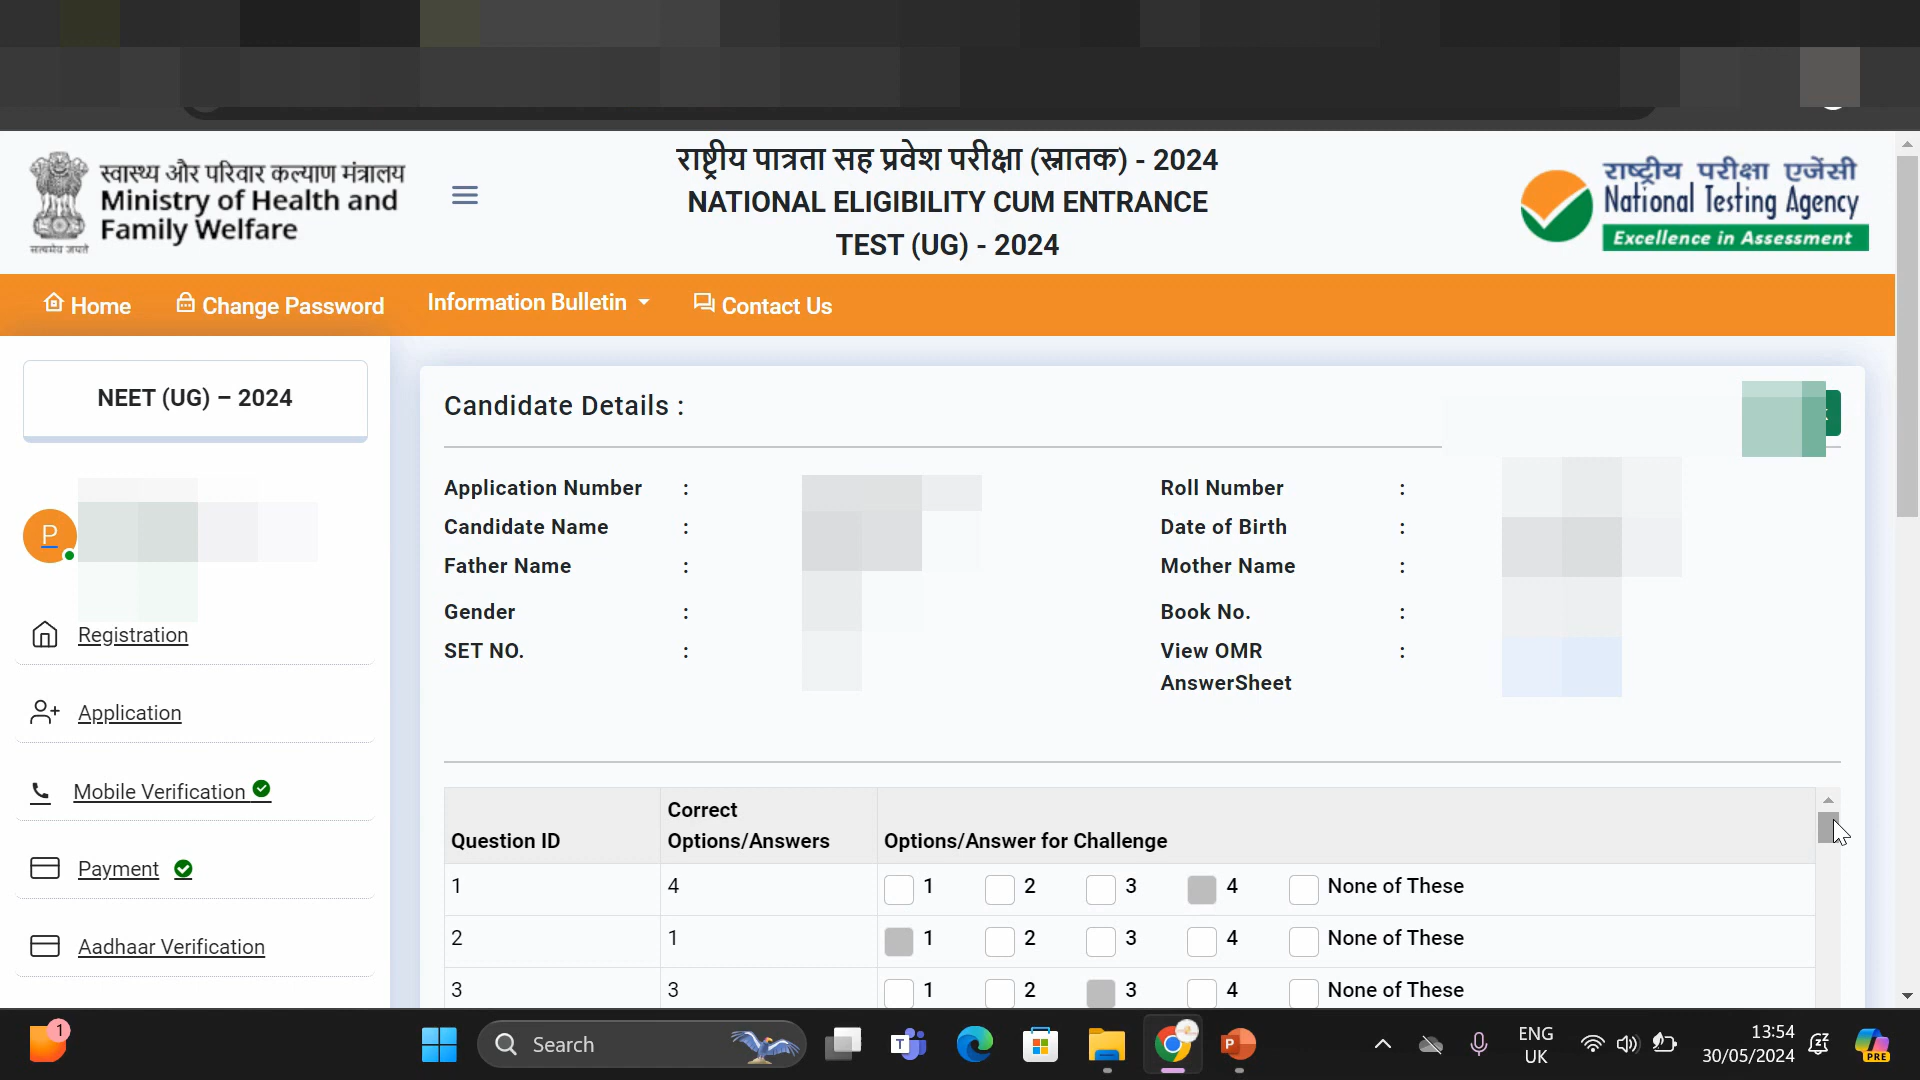 स्वास्थ्य और परिवार कल्याण मंत्रालय
Ministry of Health and
Family Welfare
सत्यमेव जयते
राष्ट्रीय पात्रता सह प्रवेश परीक्षा (स्नातक) - 2024
NATIONAL ELIGIBILITY CUM ENTRANCE
TEST (UG) - 2024
राष्ट्रीय परीक्षा एजेंसी
National Testing Agency
Excellence in Assessment
Home
Change Password
Information Bulletin
Contact Us
NEET (UG) – 2024
P
Registration
Application
Mobile Verification
Payment
Aadhaar Verification
Candidate Details :
Application Number :
Roll Number :
Candidate Name :
Date of Birth :
Father Name :
Mother Name :
Gender :
Book No. :
SET NO. :
View OMR :
AnswerSheet
Question ID
Correct
Options/Answers
Options/Answer for Challenge
1 4 1 2 3 4 None of These
2 1 1 2 3 4 None of These
3 3 1 2 3 4 None of These
1
Search
T
P
ENG
UK
13:54
30/05/2024
PRE